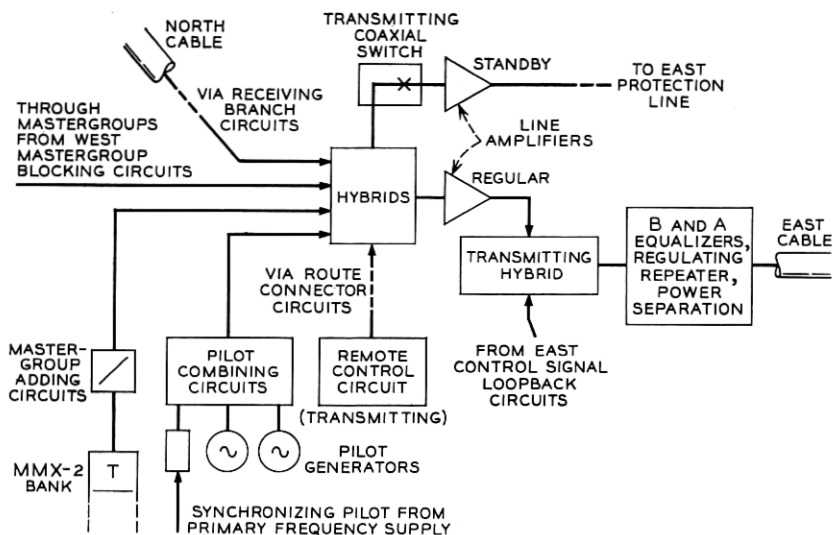 NORTH
CABLE
TRANSMITTING
COAXIAL
SWITCH
STANDBY
TO EAST
PROTECTION
LINE
VIA RECEIVING
BRANCH
CIRCUITS
THROUGH
MASTERGROUPS
FROM WEST
MASTERGROUP
BLOCKING CIRCUITS
LINE
AMPLIFIERS
HYBRIDS
REGULAR
TRANSMITTING
HYBRID
B AND A
EQUALIZERS,
REGULATING
REPEATER,
POWER
SEPARATION
EAST
CABLE
VIA ROUTE
CONNECTOR
CIRCUITS
MASTER-
GROUP
ADDING
CIRCUITS
PILOT
COMBINING
CIRCUITS
REMOTE
CONTROL
CIRCUIT
(TRANSMITTING)
FROM EAST
CONTROL SIGNAL
LOOPBACK
CIRCUITS
PILOT
GENERATORS
MMX-2
BANK
T
SYNCHRONIZING PILOT FROM
PRIMARY FREQUENCY SUPPLY